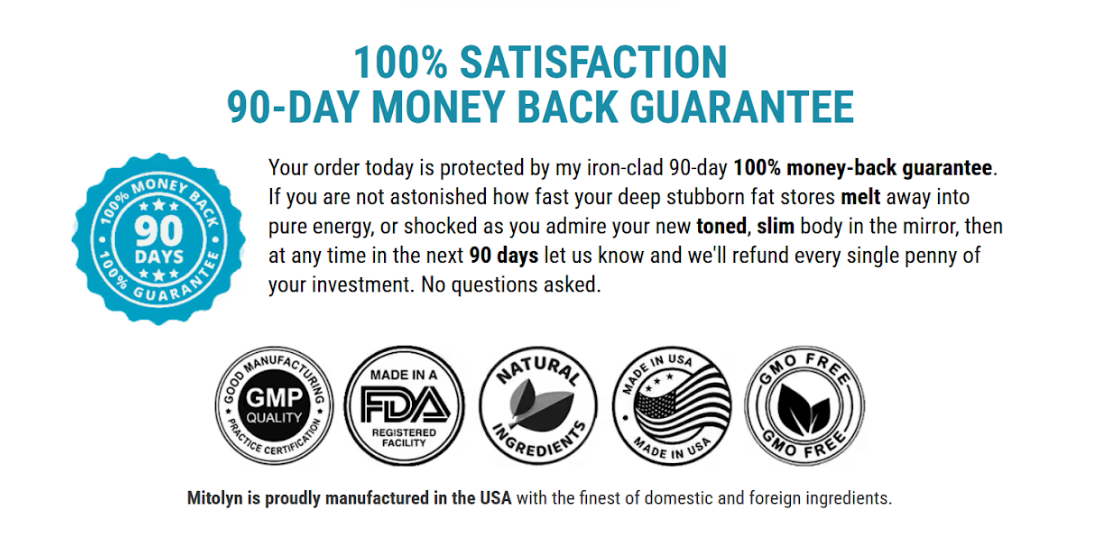 100% SATISFACTION
90-DAY MONEY BACK GUARANTEE
Your order today is protected by my iron-clad 90-day 100% money-back guarantee.
If you are not astonished how fast your deep stubborn fat stores melt away into
pure energy, or shocked as you admire your new toned, slim body in the mirror, then
at any time in the next 90 days let us know and we'll refund every single penny of
your investment. No questions asked.
100% MONEY BACK
90
DAYS
100% GUARANTEE
GOOD MANUFACTURING
GMP
QUALITY
PRACTICE CERTIFICATION
MADE IN A
FDA
REGISTERED
FACILITY
NATURAL
INGREDIENTS
MADE IN USA
MADE IN USA
GMO FREE
GMO FREE
Mitolyn is proudly manufactured in the USA with the finest of domestic and foreign ingredients.